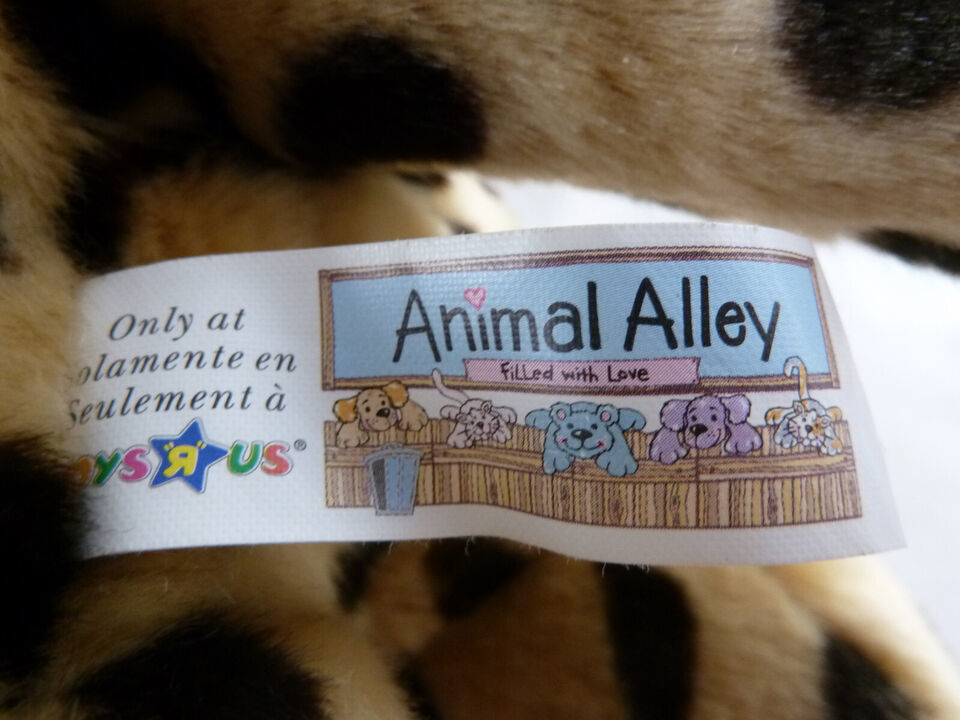 Only at
olamente en
Seulement à
YS"R"US®
Animal Alley
Filled with Love